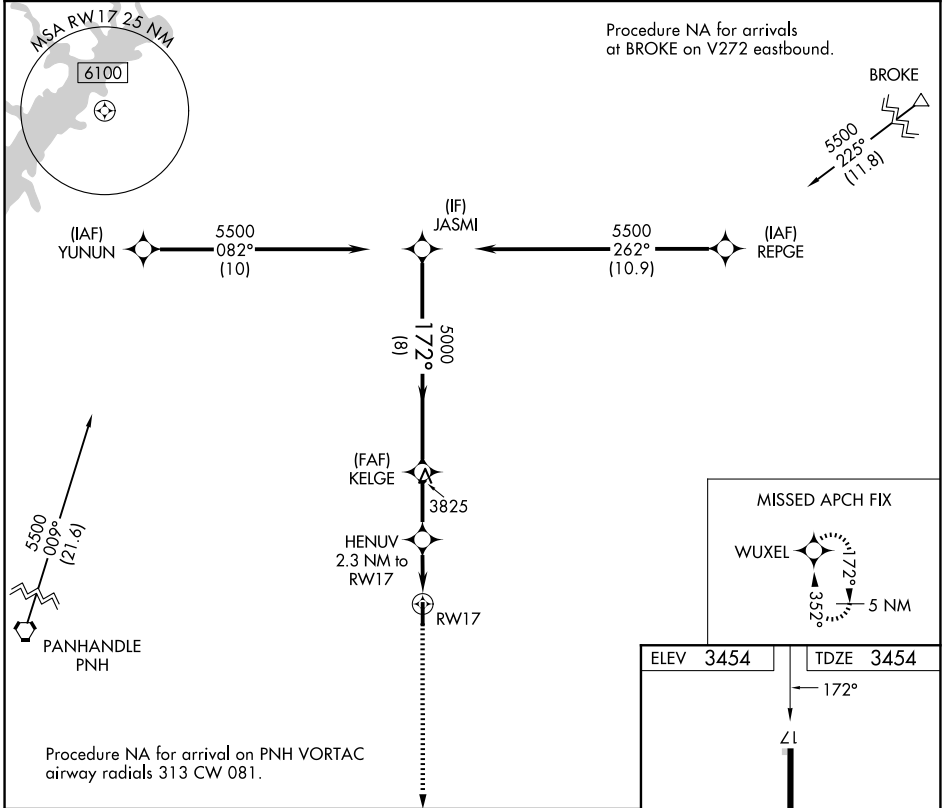 MSA RW17 25 NM
6100
Procedure NA for arrivals
at BROKE on V272 eastbound.
BROKE
5500
225°
(11.8)
(IAF)
YUNUN
5500
082°
(10)
(IF)
JASMI
5500
262°
(10.9)
(IAF)
REPGE
5000
172°
(8)
(FAF)
KELGE
3825
HENUV
2.3 NM to
RW17
RW17
5500
009°
(21.6)
PANHANDLE
PNH
MISSED APCH FIX
WUXEL
172°
352°
5 NM
ELEV 3454
TDZE 3454
172°
17
Procedure NA for arrival on PNH VORTAC
airway radials 313 CW 081.